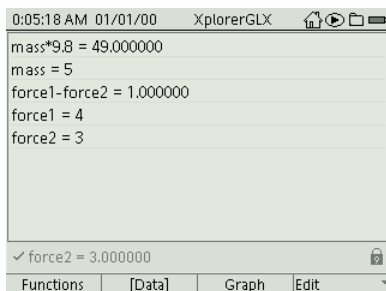 0:05:18 AM 01/01/00 XplorerGLX
mass*9.8 = 49.000000
mass = 5
force1-force2 = 1.000000
force1 = 4
force2 = 3
✓ force2 = 3.000000
Functions [Data] Graph Edit